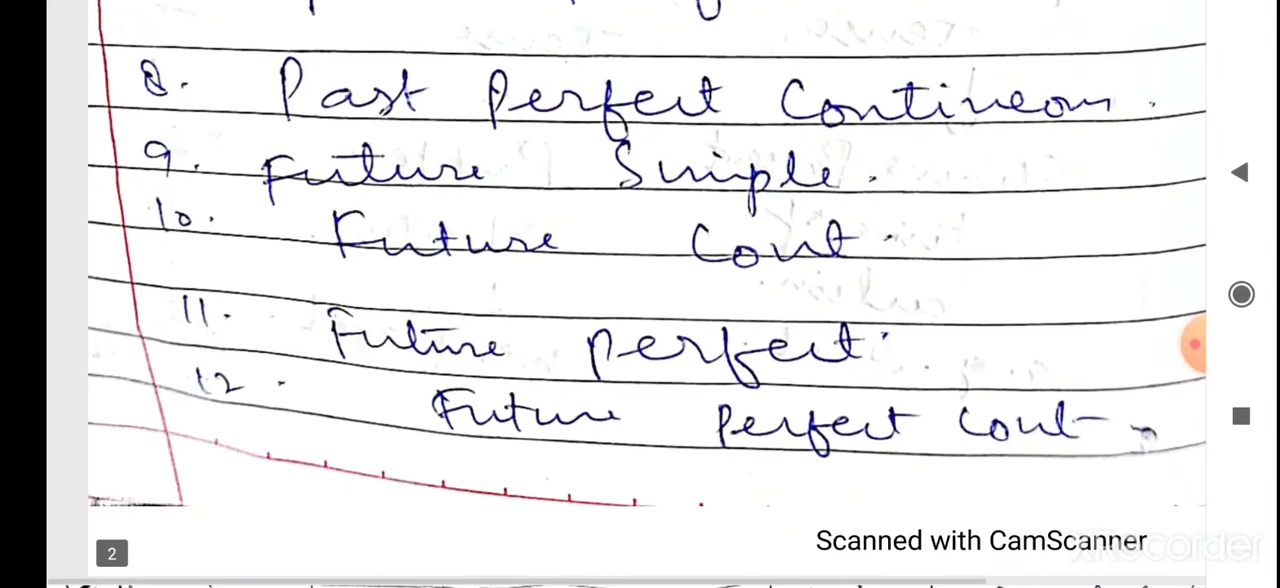 8. Past Perfect Contineous.
9. Future Simple.
10. Future Cont.
11. Future perfect.
12. Future perfect cont
2
Scanned with CamScanner
XRecorder